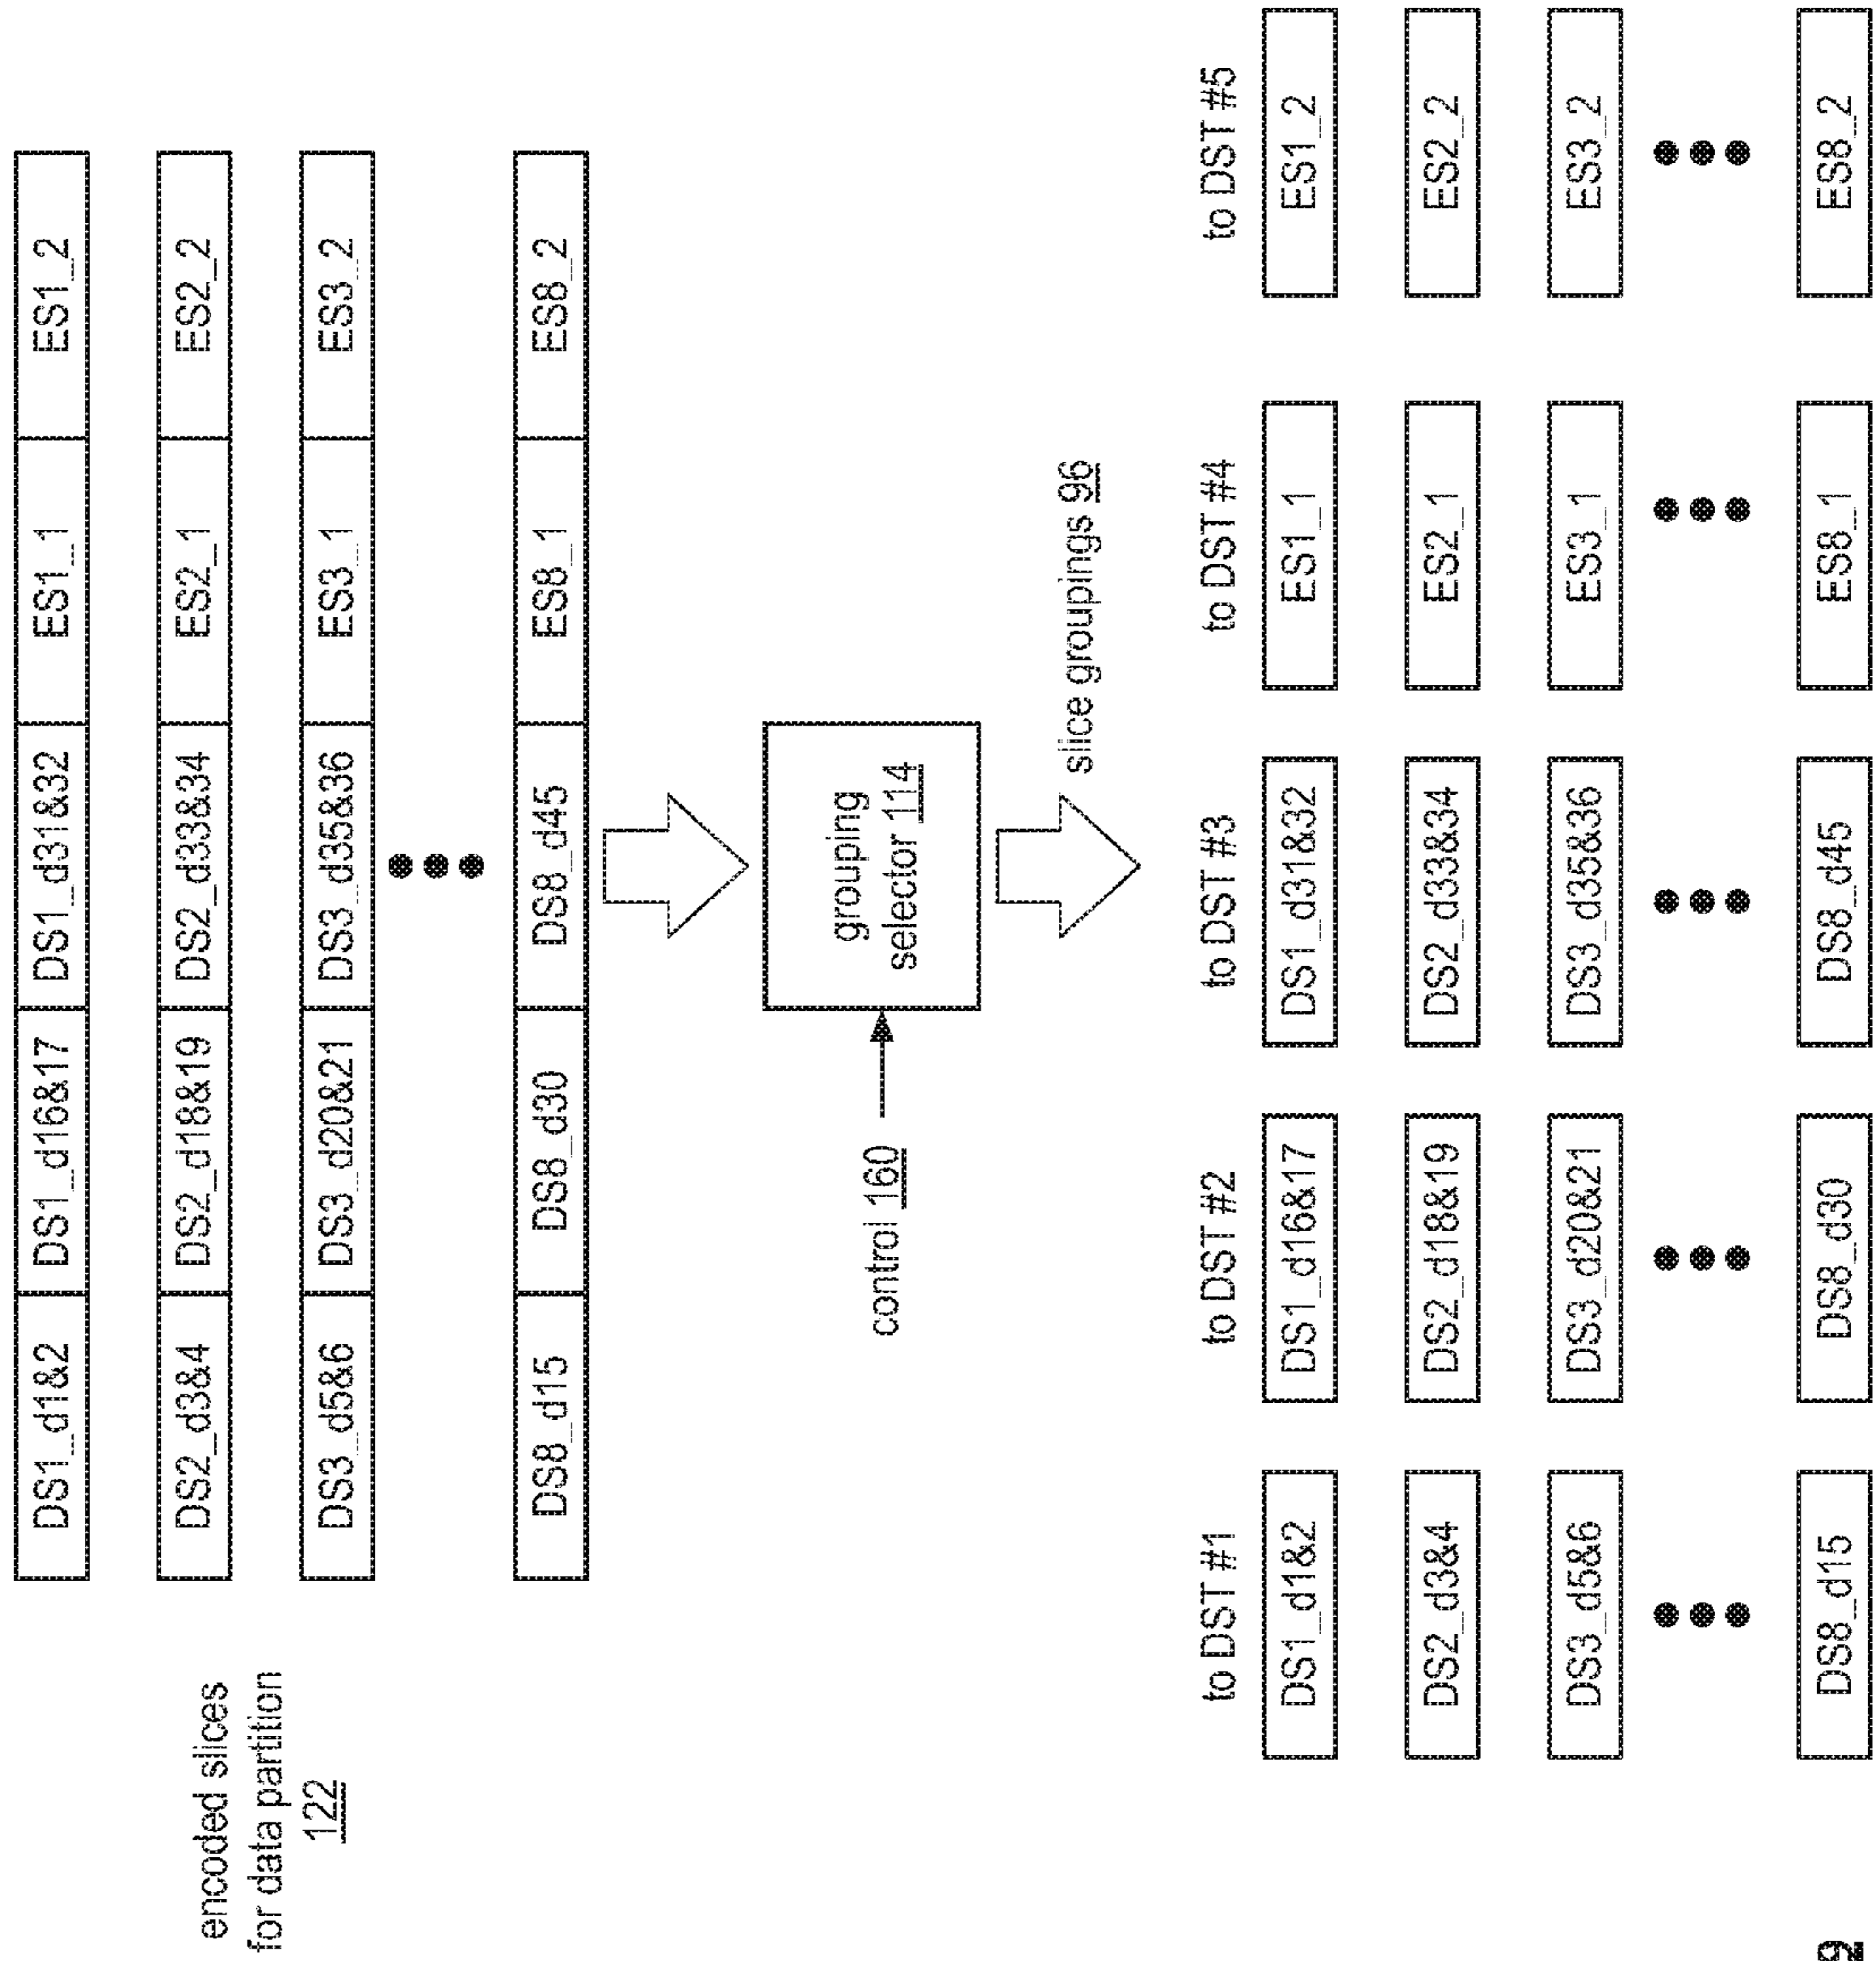 encoded slices
for data partition
122
DS1_d1&2 DS1_d16&17 DS1_d31&32 ES1_1 ES1_2
DS2_d3&4 DS2_d18&19 DS2_d33&34 ES2_1 ES2_2
DS3_d5&6 DS3_d20&21 DS3_d35&36 ES3_1 ES3_2
DS8_d15 DS8_d30 DS8_d45 ES8_1 ES8_2
control 160
grouping
selector 114
slice groupings 96
to DST #1 to DST #2 to DST #3 to DST #4 to DST #5
DS1_d1&2 DS1_d16&17 DS1_d31&32 ES1_1 ES1_2
DS2_d3&4 DS2_d18&19 DS2_d33&34 ES2_1 ES2_2
DS3_d5&6 DS3_d20&21 DS3_d35&36 ES3_1 ES3_2
DS8_d15 DS8_d30 DS8_d45 ES8_1 ES8_2